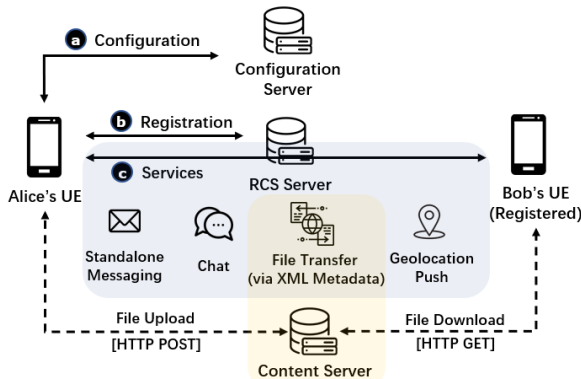 a Configuration
Configuration
Server
b Registration
c Services
RCS Server
Alice's UE
Bob's UE
(Registered)
Standalone
Messaging
Chat
File Transfer
(via XML Metadata)
Geolocation
Push
File Upload
[HTTP POST]
File Download
[HTTP GET]
Content Server